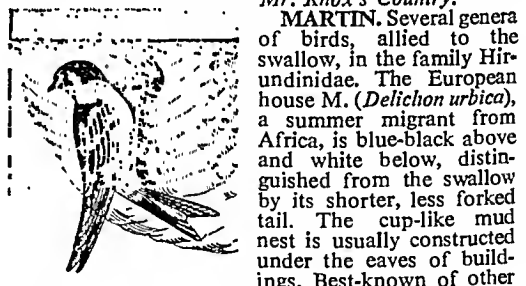 Mr. Knox's Country.
MARTIN. Several genera
of birds, allied to the
swallow, in the family Hir-
undinidae. The European
house M. (Delichon urbica),
a summer migrant from
Africa, is blue-black above
and white below, distin-
guished from the swallow
by its shorter, less forked
tail. The cup-like mud
nest is usually constructed
under the eaves of build-
ings. Best-known of other